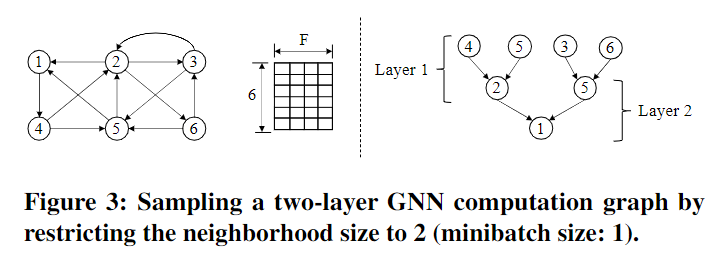 1 2 3
4 5 6
F
6
4 5 3 6
Layer 1
2 5
Layer 2
1
Figure 3: Sampling a two-layer GNN computation graph by
restricting the neighborhood size to 2 (minibatch size: 1).